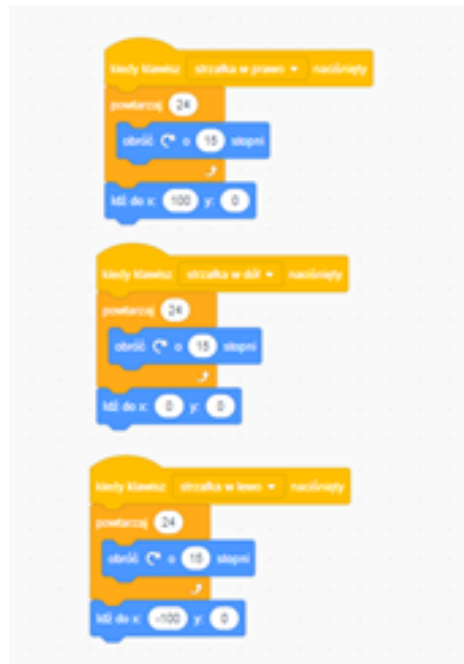 kiedy klawisz strzałka w prawo naciśnięty
powtarzaj 24
obróć o 15 stopni
idź do x: 100 y: 0
kiedy klawisz strzałka w dół naciśnięty
powtarzaj 24
obróć o 15 stopni
idź do x: 0 y: 0
kiedy klawisz strzałka w lewo naciśnięty
powtarzaj 24
obróć o 15 stopni
idź do x: -100 y: 0